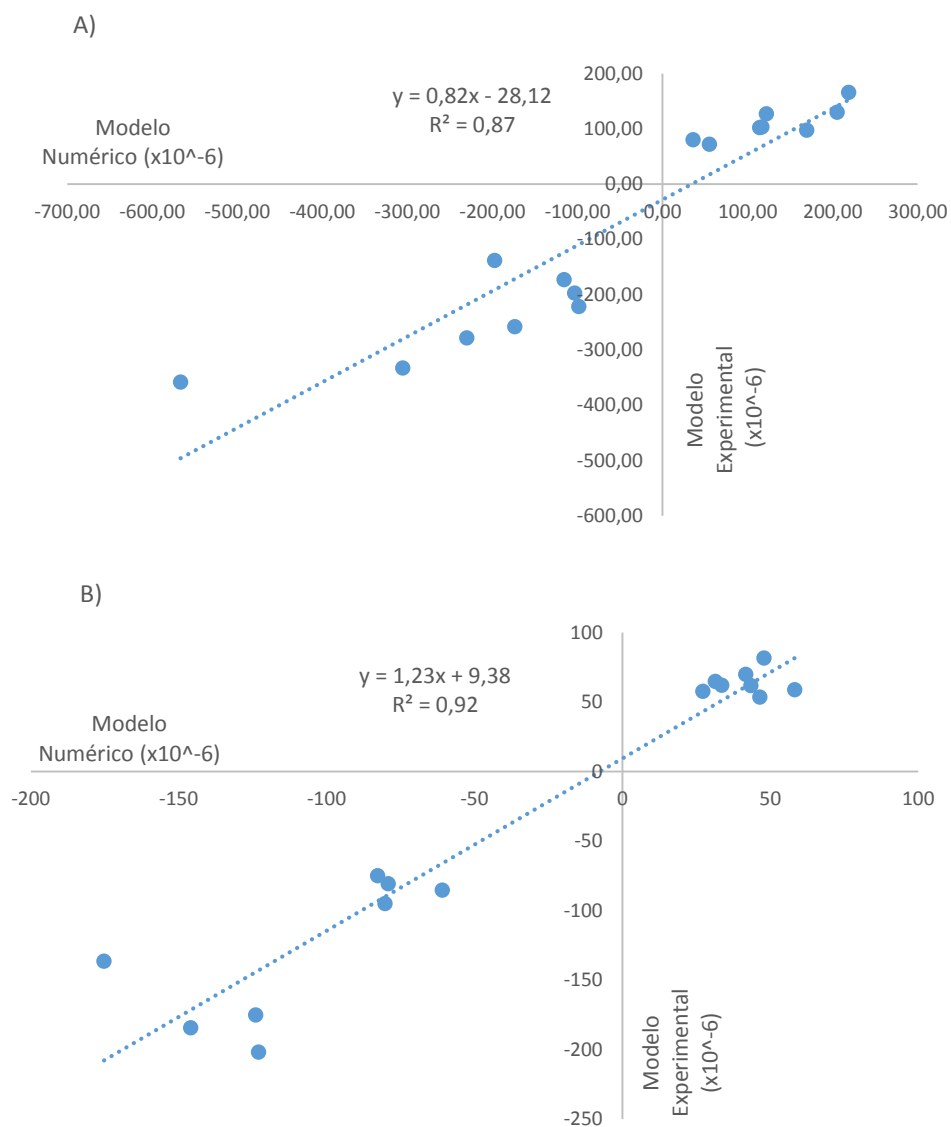 A)
200,00
y = 0,82x - 28,12
R² = 0,87
100,00
Modelo
Numérico (x10^-6)
0,00
-700,00 -600,00 -500,00 -400,00 -300,00 -200,00 -100,00 0,00 100,00 200,00 300,00
-100,00
-200,00
-300,00
Modelo
Experimental
(x10^-6)
-400,00
-500,00
-600,00
B)
100
y = 1,23x + 9,38
R² = 0,92
50
Modelo
Numérico (x10^-6)
0
-200 -150 -100 -50 0 50 100
-50
-100
-150
Modelo
Experimental
(x10^-6)
-200
-250